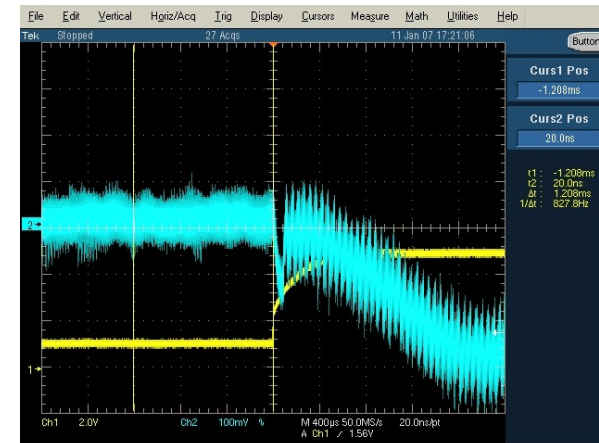 File Edit Vertical Horiz/Acq Trig Display Cursors Measure Math Utilities Help
Tek Stopped 27 Acqs 11 Jan 07 17:21:06
Button
Curs1 Pos
-1.208ms
Curs2 Pos
20.0ns
t1 : -1.208ms
t2 : 20.0ns
Δt : 1.208ms
1/Δt : 827.8Hz
2
1
Ch1 2.0V Ch2 100mV M 400µs 50.0MS/s 20.0ns/pt
A Ch1 ∕ 1.56V